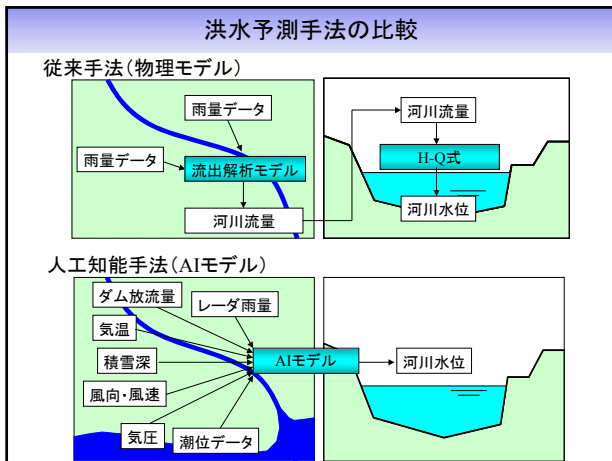 洪水予測手法の比較
従来手法(物理モデル)
雨量データ
雨量データ
流出解析モデル
河川流量
河川流量
H-Q式
河川水位
人工知能手法(AIモデル)
ダム放流量
レーダ雨量
気温
積雪深
風向・風速
気圧
潮位データ
AIモデル
河川水位